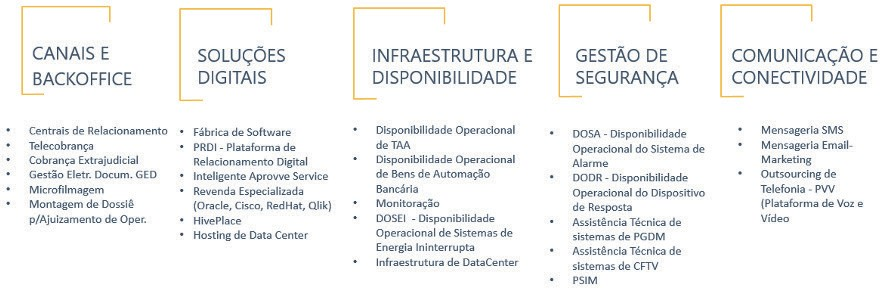 CANAIS E
BACKOFFICE
• Centrais de Relacionamento
• Telecobrança
• Cobrança Extrajudicial
• Gestão Eletr. Docum. GED
• Microfilmagem
• Montagem de Dossiê
p/Ajuizamento de Oper.
SOLUÇÕES
DIGITAIS
• Fábrica de Software
• PRDI - Plataforma de
Relacionamento Digital
• Inteligente Aprovve Service
• Revenda Especializada
(Oracle, Cisco, RedHat, Qlik)
• HivePlace
• Hosting de Data Center
INFRAESTRUTURA E
DISPONIBILIDADE
• Disponibilidade Operacional
de TAA
• Disponibilidade Operacional
de Bens de Automação
Bancária
• Monitoração
• DOSEI - Disponibilidade
Operacional de Sistemas de
Energia Ininterrupta
• Infraestrutura de DataCenter
GESTÃO DE
SEGURANÇA
• DOSA - Disponibilidade
Operacional do Sistema de
Alarme
• DODR - Disponibilidade
Operacional do Dispositivo
de Resposta
• Assistência Técnica de
sistemas de PGDM
• Assistência Técnica de
sistemas de CFTV
• PSIM
COMUNICAÇÃO E
CONECTIVIDADE
• Mensageria SMS
• Mensageria Email-
Marketing
• Outsourcing de
Telefonia - PVV
(Plataforma de Voz e
Vídeo